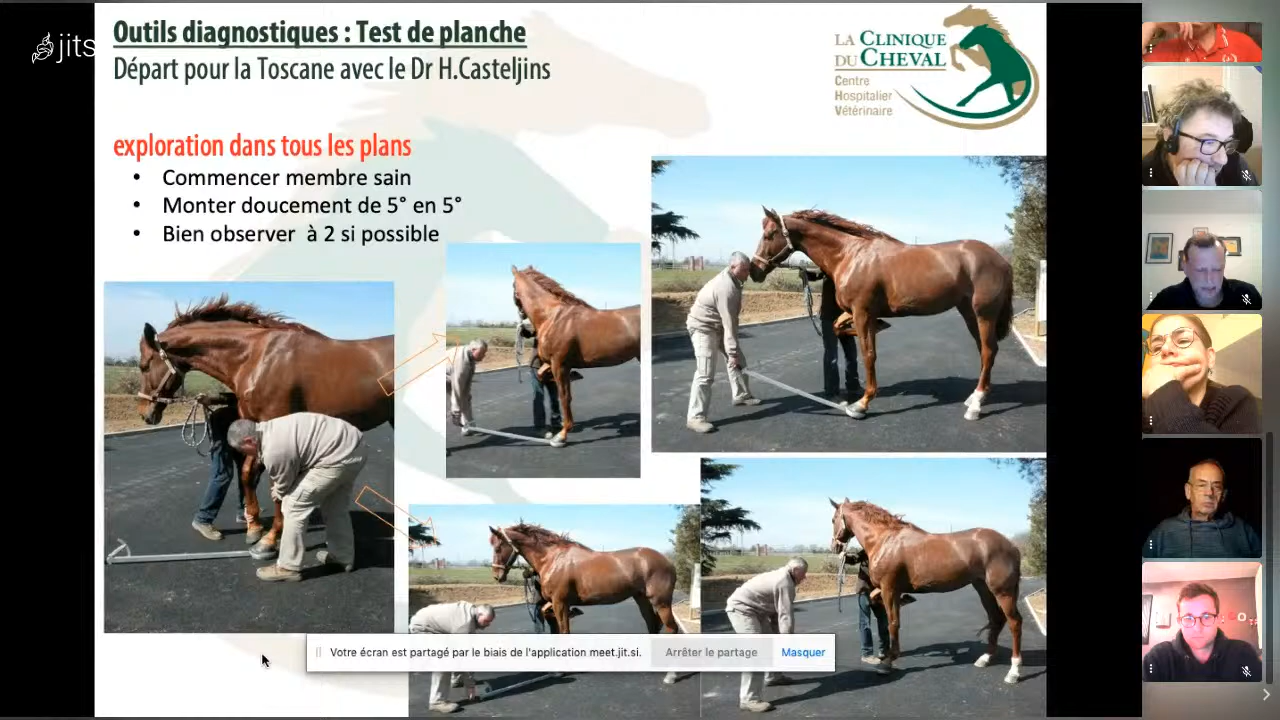 jits
Outils diagnostiques : Test de planche
Départ pour la Toscane avec le Dr H.Casteljins
LA CLINIQUE
DU CHEVAL
Centre
Hospitalier
Vétérinaire
exploration dans tous les plans
• Commencer membre sain
• Monter doucement de 5° en 5°
• Bien observer à 2 si possible
Votre écran est partagé par le biais de l'application meet.jit.si.
Arrêter le partage
Masquer